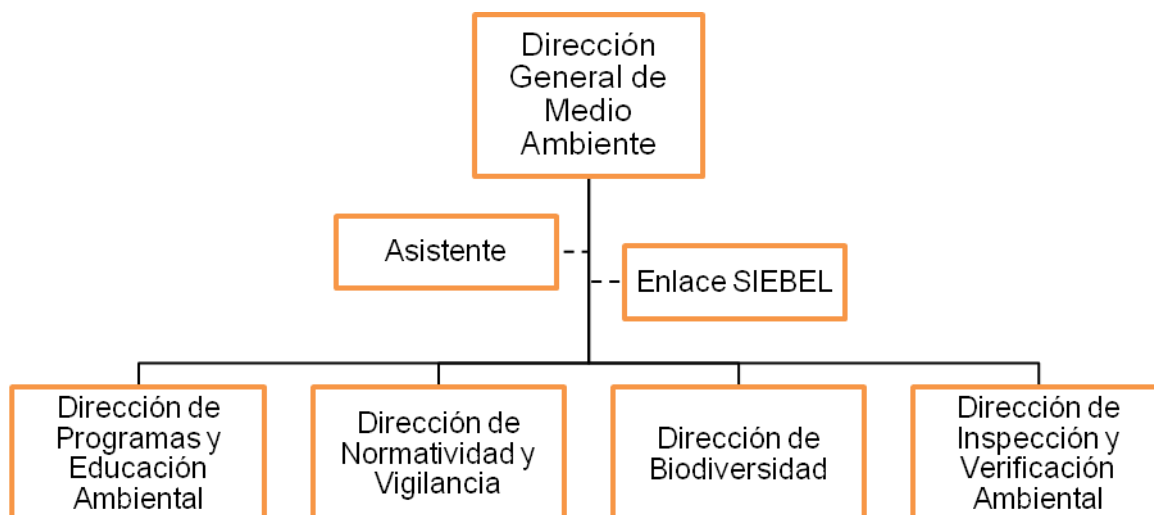 Dirección
General de
Medio
Ambiente
Asistente
Enlace SIEBEL
Dirección de
Programas y
Educación
Ambiental
Dirección de
Normatividad y
Vigilancia
Dirección de
Biodiversidad
Dirección de
Inspección y
Verificación
Ambiental